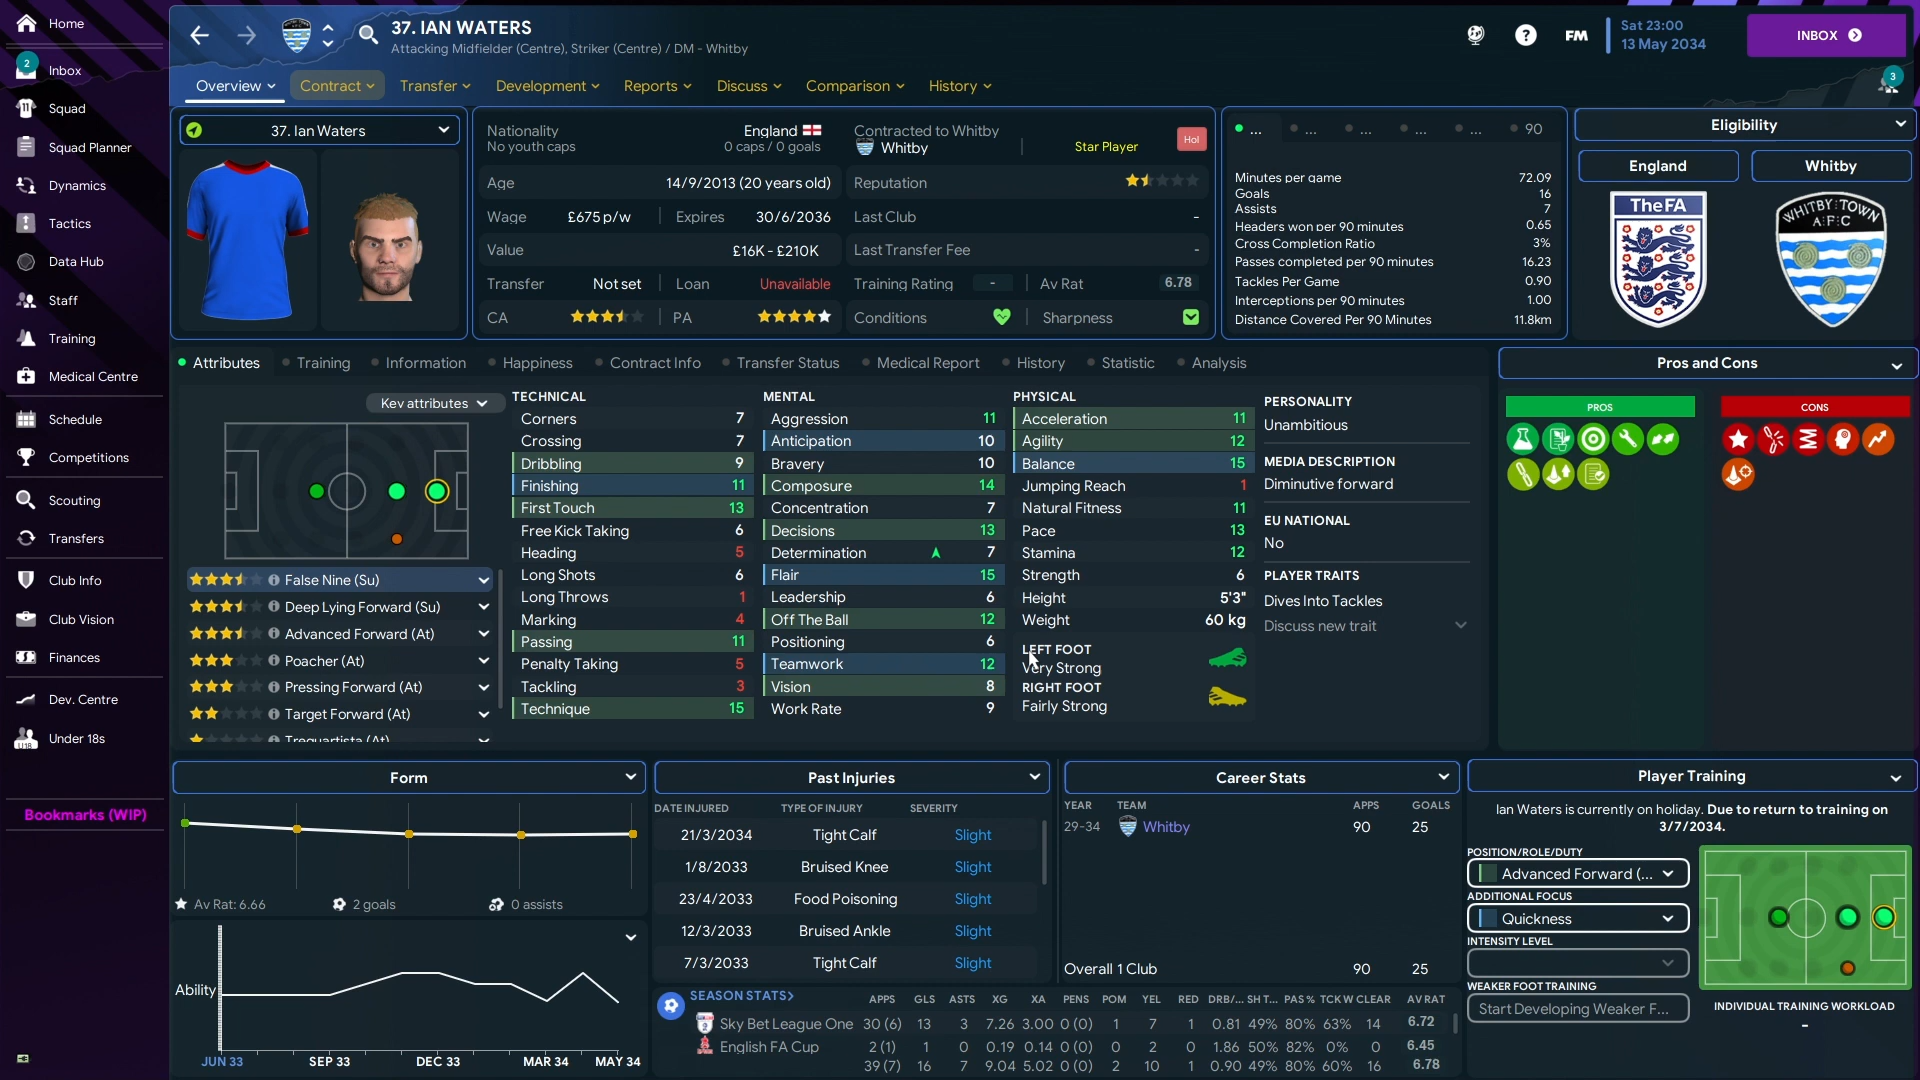 Home
2
Inbox
Squad
Squad Planner
Dynamics
Tactics
Data Hub
Staff
Training
Medical Centre
Schedule
Competitions
Scouting
Transfers
Club Info
Club Vision
Finances
Dev. Centre
Under 18s
Bookmarks (WIP)
37. IAN WATERS
Attacking Midfielder (Centre), Striker (Centre) / DM - Whitby
FM
Sat 23:00
13 May 2034
INBOX
Overview Contract Transfer Development Reports Discuss Comparison History
3
37. Ian Waters
Nationality England
No youth caps 0 caps / 0 goals
Age 14/9/2013 (20 years old)
Wage £675 p/w Expires 30/6/2036
Value £16K - £210K
Transfer Not set Loan Unavailable
CA PA
Contracted to Whitby
Whitby Star Player Hol
Reputation
Last Club -
Last Transfer Fee -
Training Rating - Av Rat 6.78
Conditions Sharpness
... ... ... ... ... 90
Minutes per game 72.09
Goals 16
Assists 7
Headers won per 90 minutes 0.65
Cross Completion Ratio 3%
Passes completed per 90 minutes 16.23
Tackles Per Game 0.90
Interceptions per 90 minutes 1.00
Distance Covered Per 90 Minutes 11.8km
Eligibility
England Whitby
The FA
WHITBY TOWN
A.F.C
Attributes Training Information Happiness Contract Info Transfer Status Medical Report History Statistic Analysis
Key attributes
False Nine (Su)
Deep Lying Forward (Su)
Advanced Forward (At)
Poacher (At)
Pressing Forward (At)
Target Forward (At)
Trequartista (At)
TECHNICAL
Corners 7
Crossing 7
Dribbling 9
Finishing 11
First Touch 13
Free Kick Taking 6
Heading 5
Long Shots 6
Long Throws 1
Marking 4
Passing 11
Penalty Taking 5
Tackling 3
Technique 15
MENTAL
Aggression 11
Anticipation 10
Bravery 10
Composure 14
Concentration 7
Decisions 13
Determination 7
Flair 15
Leadership 6
Off The Ball 12
Positioning 6
Teamwork 12
Vision 8
Work Rate 9
PHYSICAL
Acceleration 11
Agility 12
Balance 15
Jumping Reach 1
Natural Fitness 11
Pace 13
Stamina 12
Strength 6
Height 5'3"
Weight 60 kg
LEFT FOOT
Very Strong
RIGHT FOOT
Fairly Strong
PERSONALITY
Unambitious
MEDIA DESCRIPTION
Diminutive forward
EU NATIONAL
No
PLAYER TRAITS
Dives Into Tackles
Discuss new trait
Pros and Cons
PROS CONS
Form
Av Rat: 6.66 2 goals 0 assists
Ability
JUN 33 SEP 33 DEC 33 MAR 34 MAY 34
Past Injuries
DATE INJURED TYPE OF INJURY SEVERITY
21/3/2034 Tight Calf Slight
1/8/2033 Bruised Knee Slight
23/4/2033 Food Poisoning Slight
12/3/2033 Bruised Ankle Slight
7/3/2033 Tight Calf Slight
Career Stats
YEAR TEAM APPS GOALS
29-34 Whitby 90 25
Overall 1 Club 90 25
SEASON STATS> APPS GLS ASTS XG XA PENS POM YEL RED DRB/... SH T... PAS % TCK W CLEAR AV RAT
Sky Bet League One 30 (6) 13 3 7.26 3.00 0 (0) 1 7 1 0.81 49% 80% 63% 14 6.72
English FA Cup 2 (1) 1 0 0.19 0.14 0 (0) 0 2 0 1.86 50% 82% 0% 0 6.45
39 (7) 16 7 9.04 5.02 0 (0) 2 10 1 0.90 49% 80% 60% 16 6.78
Player Training
Ian Waters is currently on holiday. Due to return to training on
3/7/2034.
POSITION/ROLE/DUTY
Advanced Forward (...
ADDITIONAL FOCUS
Quickness
INTENSITY LEVEL
WEAKER FOOT TRAINING
Start Developing Weaker F...
INDIVIDUAL TRAINING WORKLOAD
-